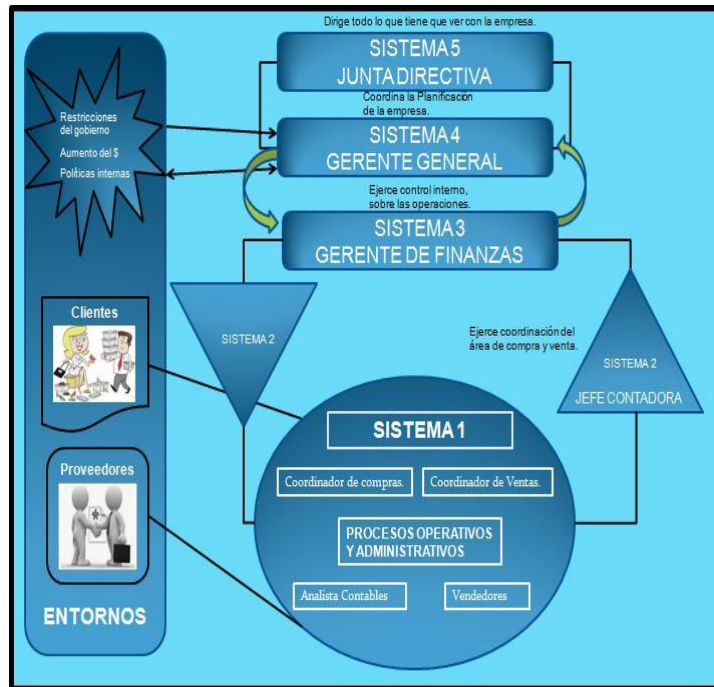 Dirige todo lo que tiene que ver con la empresa.
SISTEMA 5
JUNTA DIRECTIVA
Coordina la Planificación
de la empresa.
SISTEMA 4
GERENTE GENERAL
Ejerce control interno,
sobre las operaciones.
SISTEMA 3
GERENTE DE FINANZAS
Restricciones
del gobierno
Aumento del $
Políticas internas
Clientes
Proveedores
ENTORNOS
SISTEMA 2
Ejerce coordinación del
área de compra y venta.
SISTEMA 2
JEFE CONTADORA
SISTEMA 1
Coordinador de compras.
Coordinador de Ventas.
PROCESOS OPERATIVOS
Y ADMINISTRATIVOS
Analista Contables
Vendedores